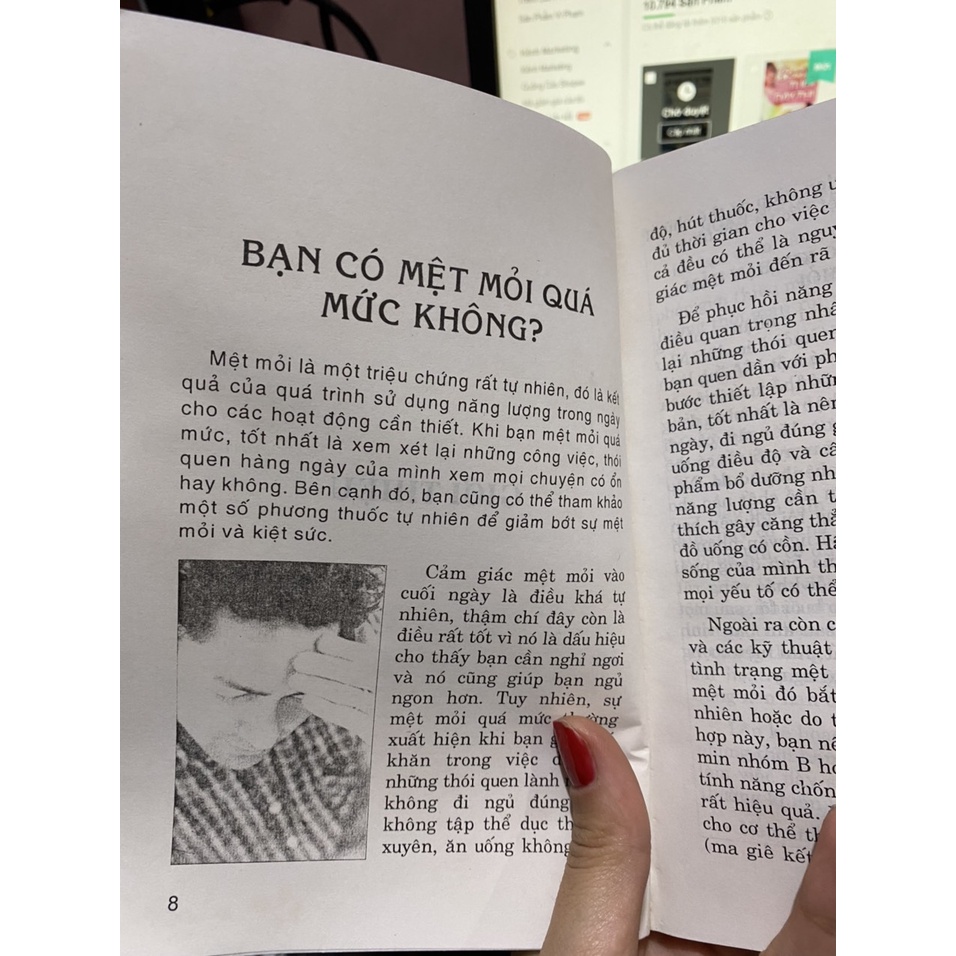 Sản Phẩm Vi Phạm
Kênh Marketing
BẠN CÓ MỆT MỎI QUÁ
MỨC KHÔNG?
Mệt mỏi là một triệu chứng rất tự nhiên, đó là kết
quả của quá trình sử dụng năng lượng trong ngày
cho các hoạt động cần thiết. Khi bạn mệt mỏi quá
mức, tốt nhất là xem xét lại những công việc, thói
quen hàng ngày của mình xem mọi chuyện có ổn
hay không. Bên cạnh đó, bạn cũng có thể tham khảo
một số phương thuốc tự nhiên để giảm bớt sự mệt
mỏi và kiệt sức.
Cảm giác mệt mỏi vào
cuối ngày là điều khá tự
nhiên, thậm chí đây còn là
điều rất tốt vì nó là dấu hiệu
cho thấy bạn cần nghỉ ngơi
và nó cũng giúp bạn ngủ
ngon hơn. Tuy nhiên, sự
mệt mỏi quá mức thường
xuất hiện khi bạn
khăn trong việc
những thói quen lành
không đi ngủ đúng
không tập thể dục
xuyên, ăn uống không
8
độ, hút thuốc, không
đủ thời gian cho việc
cả đều có thể là
giác mệt mỏi đến rã
Để phục hồi năng
điều quan trọng
lại những thói quen
bạn quen dần với
bước thiết lập
bản, tốt nhất là nên
ngày, đi ngủ đúng
uống điều độ và
phẩm bổ dưỡng
năng lượng cần
thích gây căng
đồ uống có cồn.
sống của mình
mọi yếu tố có thể
Ngoài ra còn
và các kỹ thuật
tình trạng mệt
mệt mỏi đó bắt
nhiên hoặc do
hợp này, bạn
min nhóm B
tính năng
rất hiệu quả.
cho cơ thể
(ma giê kết